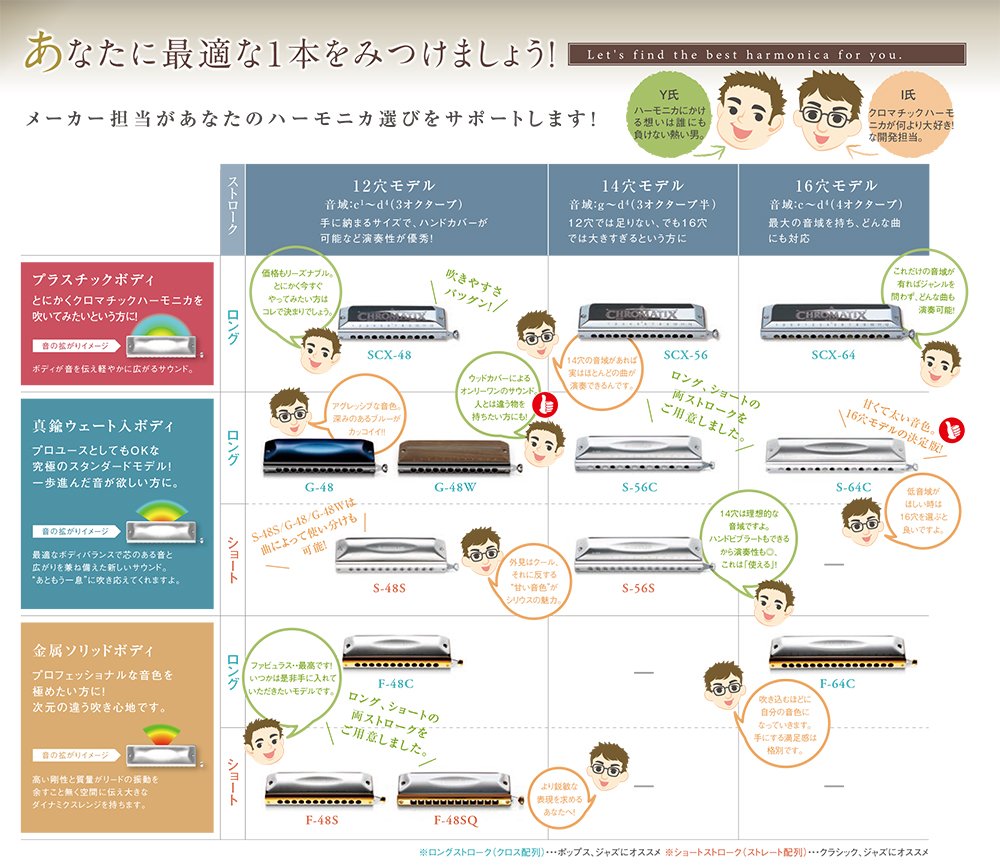 あなたに最適な1本をみつけましょう!
Let's find the best harmonica for you.
メーカー担当があなたのハーモニカ選びをサポートします!
Y氏
ハーモニカにかけ
る想いは誰にも
負けない熱い男。
I氏
クロマチックハーモ
ニカが何より大好き!
な開発担当。
ストローク
12穴モデル
音域:c¹~d⁴(3オクターブ)
手に納まるサイズで、ハンドカバーが
可能など演奏性が優秀!
14穴モデル
音域:g~d⁴(3オクターブ半)
12穴では足りない、でも16穴
では大きすぎるという方に
16穴モデル
音域:c~d⁴(4オクターブ)
最大の音域を持ち、どんな曲
にも対応
プラスチックボディ
とにかくクロマチックハーモニカを
吹いてみたいという方に!
音の拡がりイメージ
ボディが音を伝え軽やかに広がるサウンド。
ロング
価格もリーズナブル。
とにかく今すぐ
やってみたい方は
コレで決まりでしょう。
吹きやすさ
バツグン!
CHROMATIX
SCX-48
14穴の音域があれば
実はほとんどの曲が
演奏できるんです。
CHROMATIX
SCX-56
CHROMATIX
SCX-64
これだけの音域が
有ればジャンルを
問わず、どんな曲も
演奏可能!
真鍮ウェート入ボディ
プロユースとしてもOKな
究極のスタンダードモデル!
一歩進んだ音が欲しい方に。
音の拡がりイメージ
最適なボディバランスで芯のある音と
広がりを兼ね備えた新しいサウンド。
"あともう一息"に吹き応えてくれますよ。
ロング
アグレッシブな音色。
深みのあるブルーが
カッコイイ!!
G-48
ウッドカバーによる
オンリーワンのサウンド。
人とは違う物を
持ちたい方にも!
G-48W
ロング、ショートの
両ストロークを
ご用意しました。
S-56C
甘くて太い音色。
16穴モデルの決定版!
S-64C
低音域が
ほしい時は
16穴を選ぶと
良いですよ。
ショート
S-48S/G-48/G-48Wは
曲によって使い分けも
可能!
S-48S
外見はクール、
それに反する
"甘い音色"が
シリウスの魅力。
S-56S
14穴は理想的な
音域ですよ。
ハンドビブラートもできる
から演奏性も◎。
これは「使える」!
—
金属ソリッドボディ
プロフェッショナルな音色を
極めたい方に!
次元の違う吹き心地です。
音の拡がりイメージ
高い剛性と質量がリードの振動を
余すこと無く空間に伝え大きな
ダイナミクスレンジを持ちます。
ロング
ファビュラス・・最高です!
いつかは是非手に入れて
いただきたいモデルです。
F-48C
ロング、ショートの
両ストロークを
ご用意しました。
—
F-64C
吹き込むほどに
自分の音色に
なっていきます。
手にする満足感は
格別です。
ショート
F-48S
F-48SQ
より鋭敏な
表現を求める
あなたへ!
—
—
※ロングストローク(クロス配列)・・・ポップス、ジャズにオススメ ※ショートストローク(ストレート配列)・・・クラシック、ジャズにオススメ